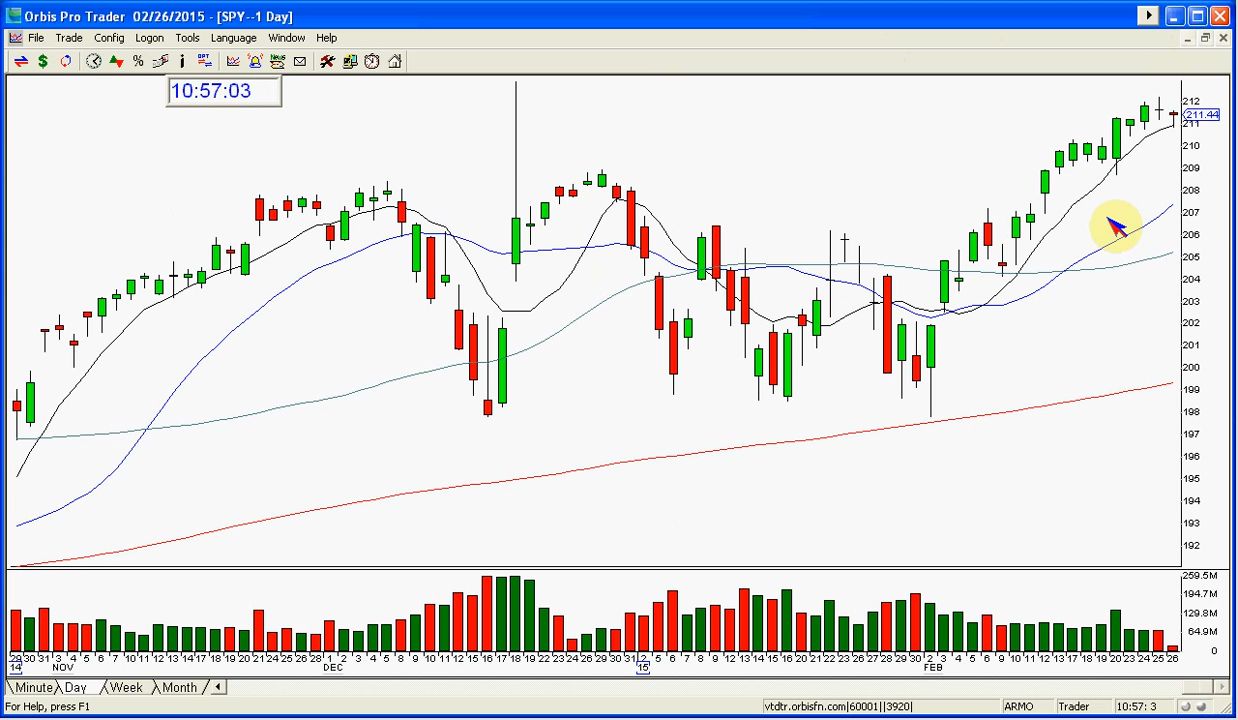 Orbis Pro Trader 02/26/2015 - [SPY--1 Day]
File Trade Config Logon Tools Language Window Help
$ % i OPT News
10:57:03
212
211.44
211
210
209
208
207
206
205
204
203
202
201
200
199
198
197
196
195
194
193
192
259.5M
194.7M
129.8M
64.9M
0
29 30 31 3 4 5 6 7 10 11 12 13 14 17 18 19 20 21 24 25 26 28 1 2 3 4 5 8 9 10 11 12 15 16 17 18 19 22 23 24 26 29 30 31 2 5 6 7 8 9 12 13 14 15 16 20 21 22 23 26 27 28 29 30 2 3 4 5 6 9 10 11 12 13 17 18 19 20 23 24 25 26
14 NOV DEC 15 FEB
Minute Day Week Month
For Help, press F1 vtdtr.orbisfn.com|60001||3920| ARMO Trader 10:57: 3